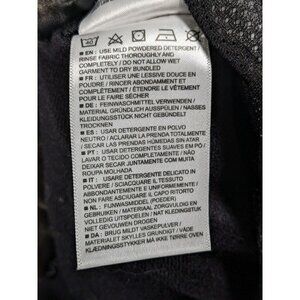 ■ EN : USE MILD POWDERED DETERGENT /
RINSE FABRIC THOROUGHLY AND
COMPLETELY / DO NOT ALLOW WET
GARMENT TO DRY BUNDLED
■ FR : UTILISER UNE LESSIVE DOUCE EN
POUDRE / RINCER ABONDAMMENT ET
COMPLÈTEMENT / ÉTENDRE LE VÊTEMENT
POUR LE FAIRE SÉCHER
■ DE : FEINWASCHMITTEL VERWENDEN /
MATERIAL GRÜNDLICH AUSSPÜLEN / NASSES
KLEIDUNGSSTÜCK NICHT GEBÜNDELT
TROCKNEN
■ ES : USAR DETERGENTE EN POLVO
NEUTRO / ACLARAR LA PRENDA TOTALMENTE
/ SECAR LAS PRENDAS HÚMEDAS SIN ATAR
■ PT : USAR DETERGENTES SUAVES EM PÓ /
LAVAR O TECIDO COMPLETAMENTE / NÃO
DEIXAR SECAR JUNTAMENTE COM MUITA
ROUPA MOLHADA
■ IT : USARE DETERGENTE DELICATO IN
POLVERE / SCIACQUARE IL TESSUTO
ABBONDANTEMENTE E COMPLETAMENTE /
NON FARE ASCIUGARE IL CAPO RITORTO
■ NL : FIJNWASMIDDEL (POEDER)
GEBRUIKEN / MATERIAAL ZORGVULDIG EN
VOLLEDIG UITSPOELEN / NAT KLEDINGSTUK
NIET GEVOUWEN DROGEN
■ DA : BRUG MILDT VASKEPULVER /
MATERIALET SKYLLES GRUNDIGT / VÅDT
KLÆDNINGSSTYKKE MÅ IKKE TØRRE OVEN